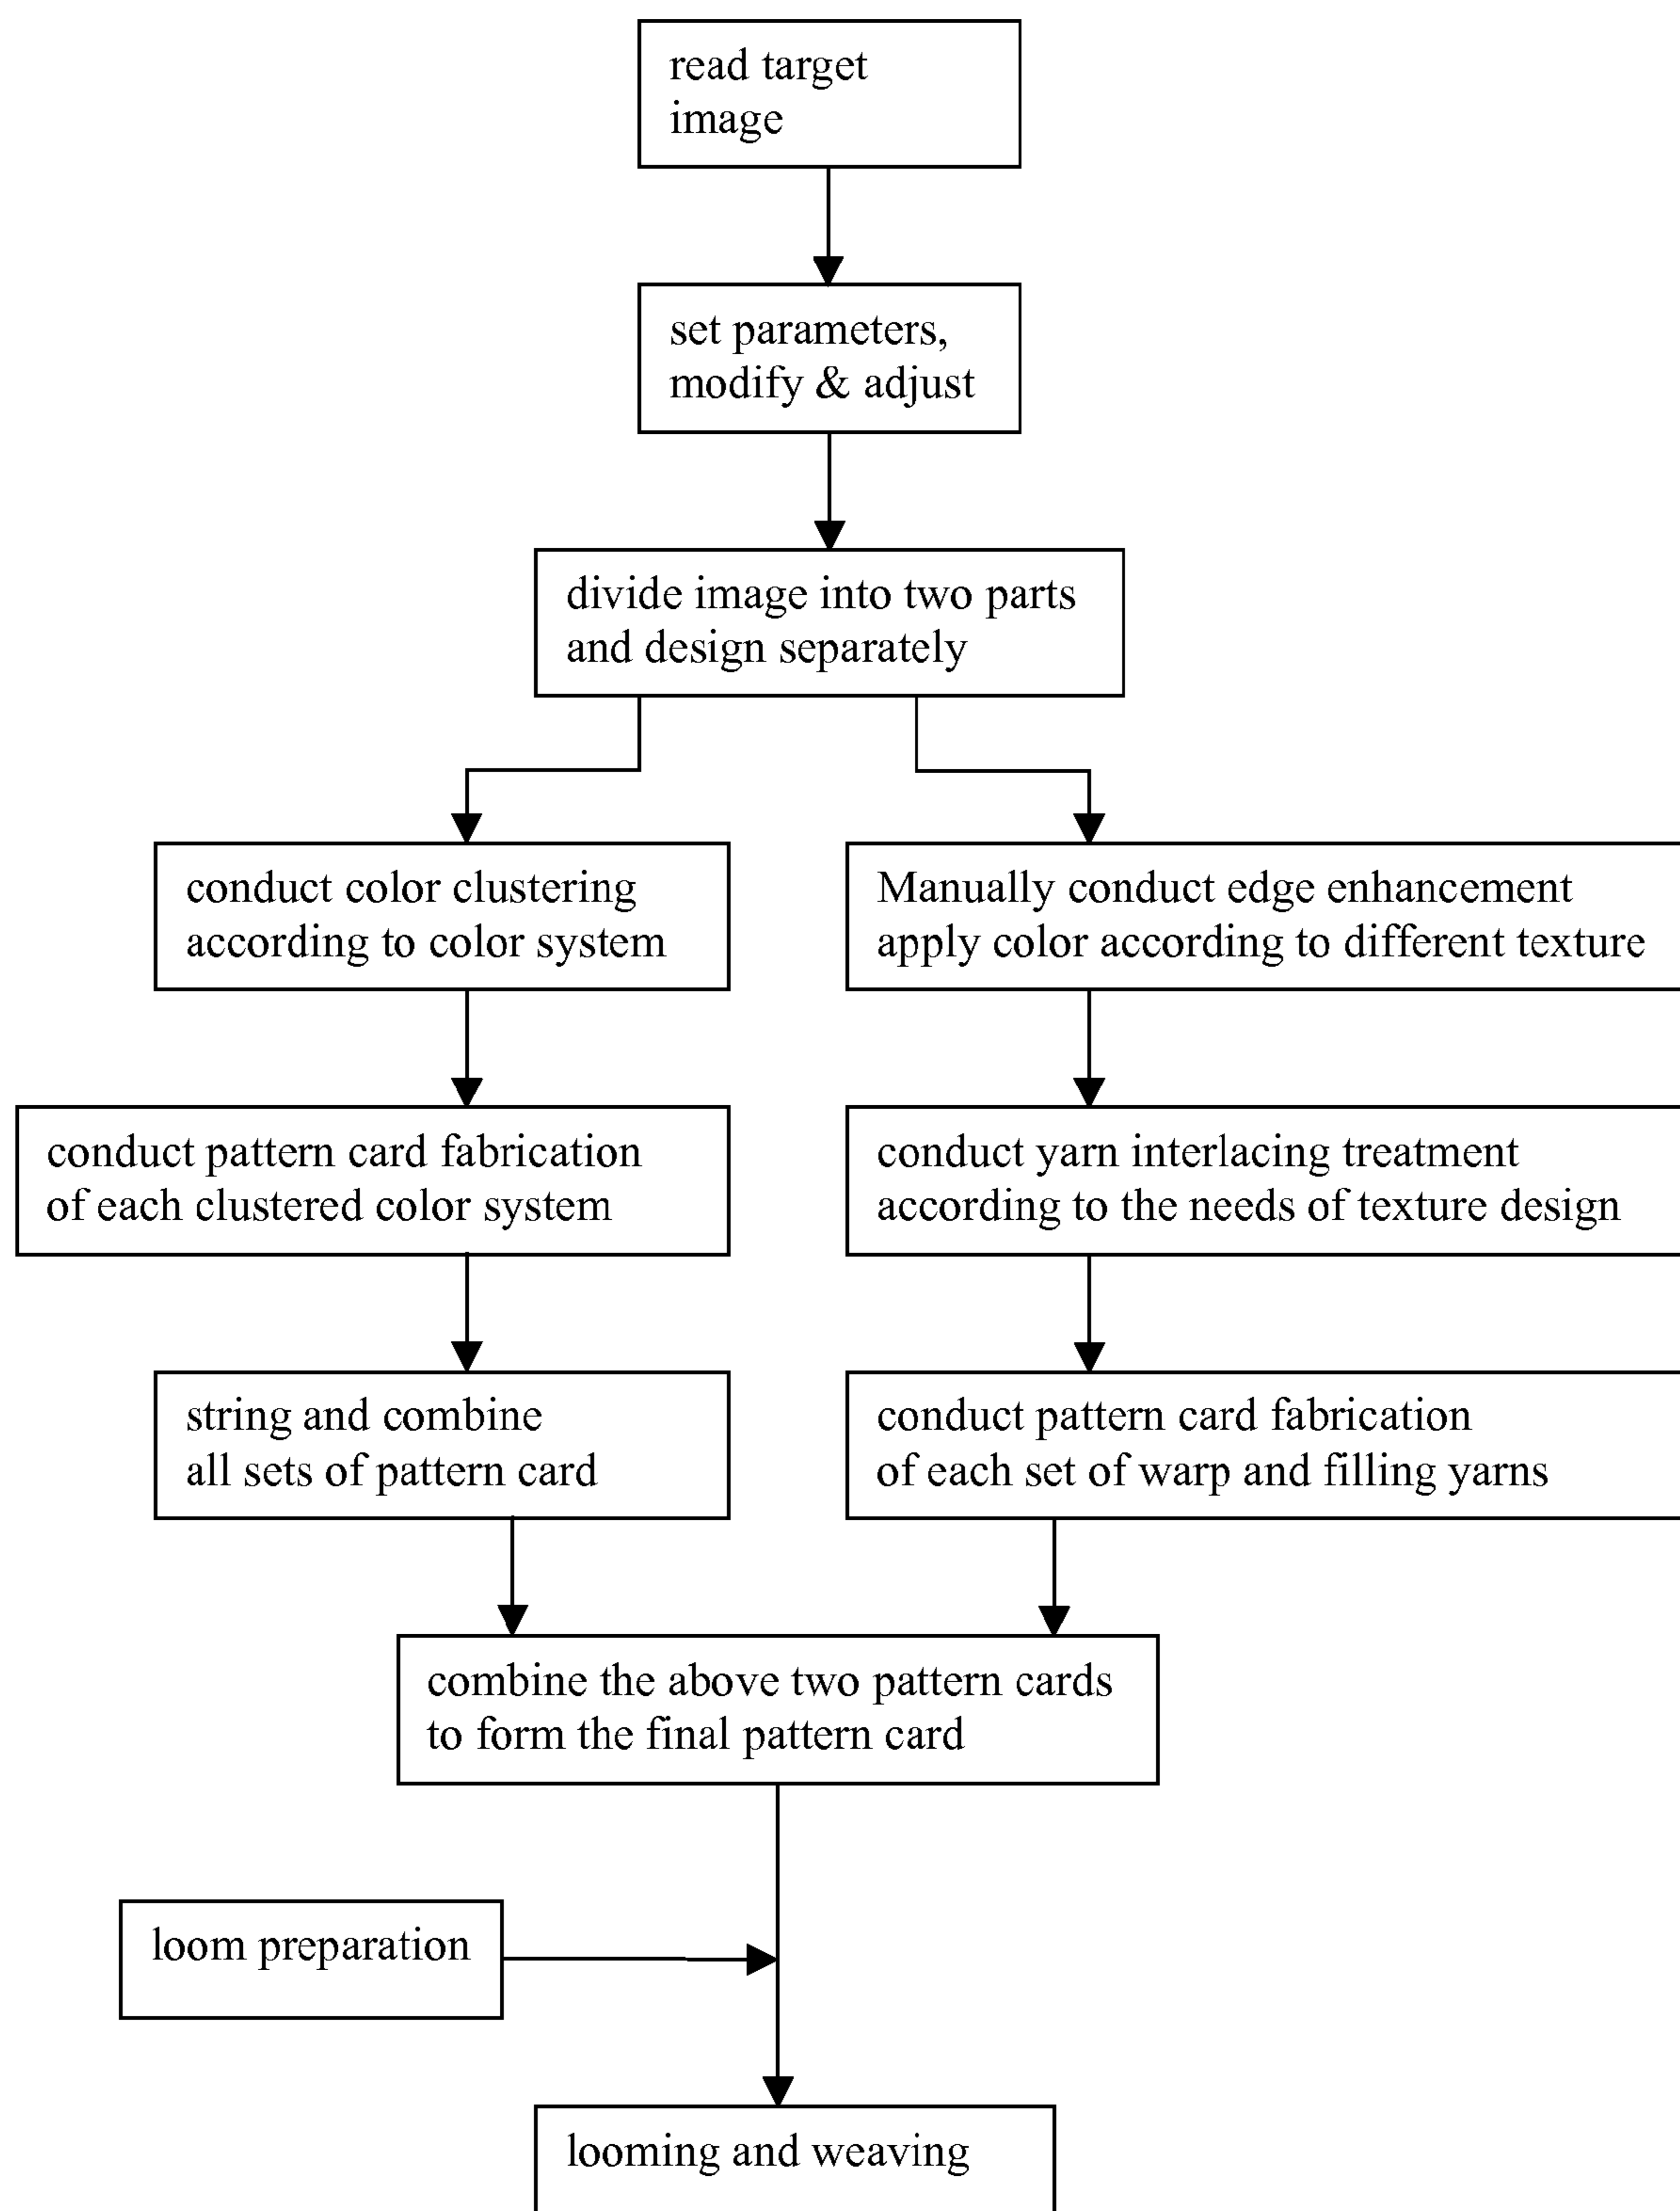 read target
image
set parameters,
modify & adjust
divide image into two parts
and design separately
conduct color clustering
according to color system
Manually conduct edge enhancement
apply color according to different texture
conduct pattern card fabrication
of each clustered color system
conduct yarn interlacing treatment
according to the needs of texture design
string and combine
all sets of pattern card
conduct pattern card fabrication
of each set of warp and filling yarns
combine the above two pattern cards
to form the final pattern card
loom preparation
looming and weaving